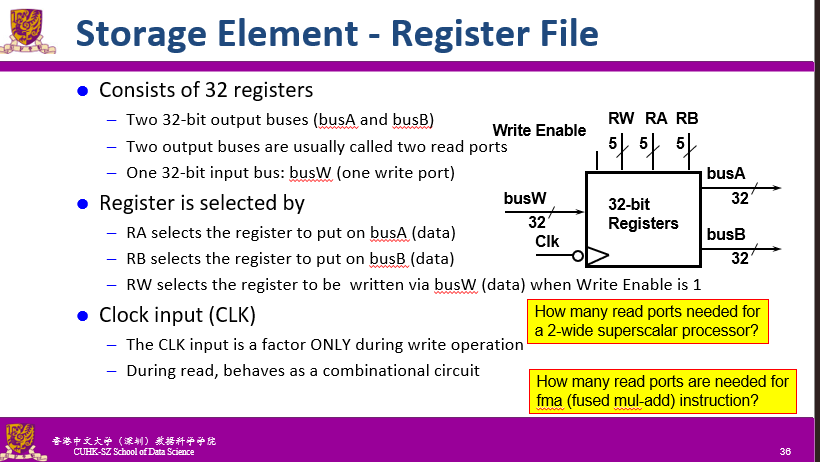 Storage Element - Register File
Consists of 32 registers
– Two 32-bit output buses (busA and busB)
– Two output buses are usually called two read ports
– One 32-bit input bus: busW (one write port)
Register is selected by
– RA selects the register to put on busA (data)
– RB selects the register to put on busB (data)
– RW selects the register to be written via busW (data) when Write Enable is 1
Clock input (CLK)
– The CLK input is a factor ONLY during write operation
– During read, behaves as a combinational circuit
RW RA RB
Write Enable
5 5 5
busA
busW
32
32-bit
Registers
32
Clk
busB
32
How many read ports needed for
a 2-wide superscalar processor?
How many read ports are needed for
fma (fused mul-add) instruction?
香港中文大学（深圳）数据科学学院
CUHK-SZ School of Data Science
36